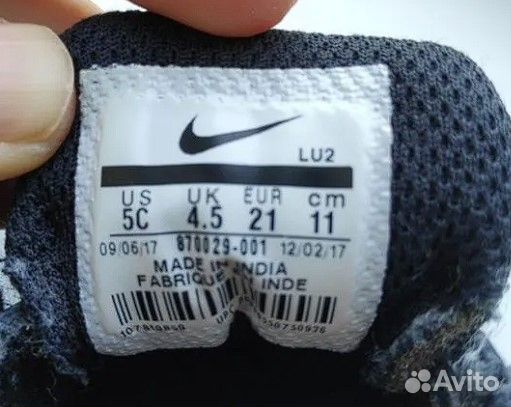 LU2
US UK EUR cm
5C 4.5 21 11
09/06/17 870029-001 12/02/17
MADE IN INDIA
FABRIQUE INDE
Avito